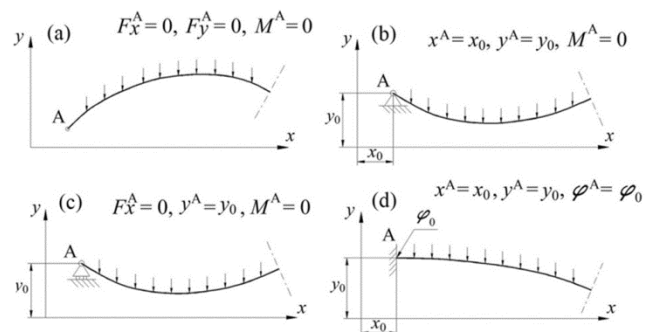 y (a) Fx^A=0, Fy^A=0, M^A=0
A
x
y (b) x^A=x₀, y^A=y₀, M^A=0
A
y₀
x₀
x
y (c) Fx^A=0, y^A=y₀, M^A=0
A
y₀
x
y (d) x^A=x₀, y^A=y₀, φ^A=φ₀
A φ₀
y₀
x₀
x